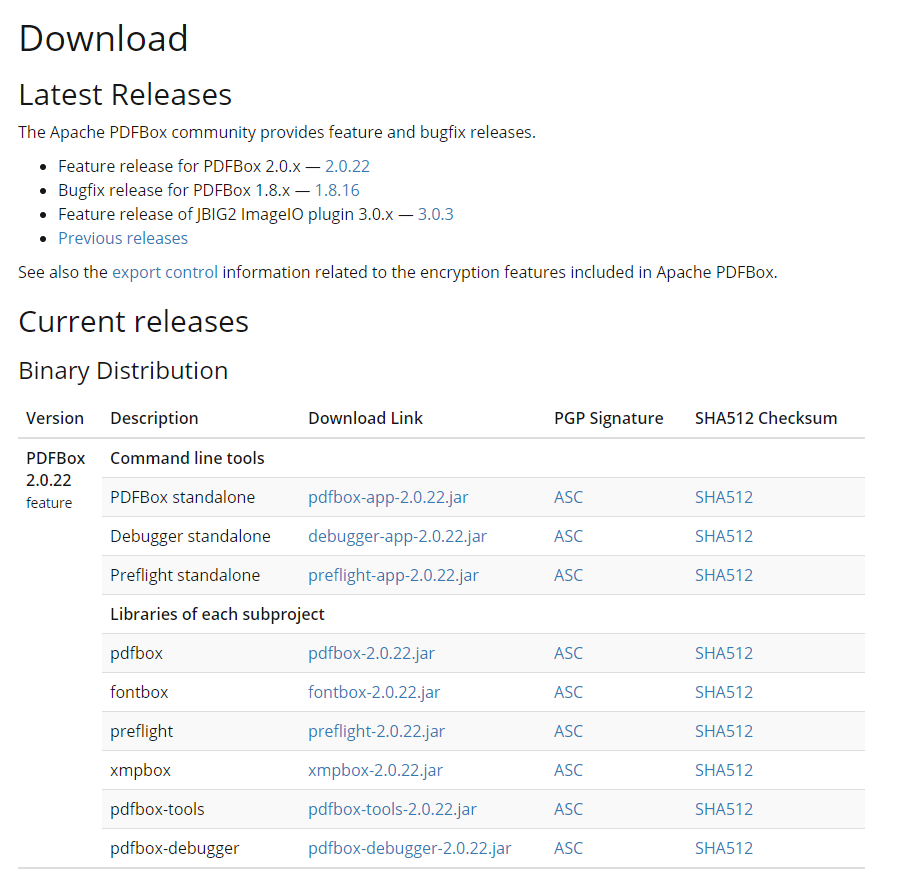 Download
Latest Releases
The Apache PDFBox community provides feature and bugfix releases.
Feature release for PDFBox 2.0.x — 2.0.22
Bugfix release for PDFBox 1.8.x — 1.8.16
Feature release of JBIG2 ImageIO plugin 3.0.x — 3.0.3
Previous releases
See also the export control information related to the encryption features included in Apache PDFBox.
Current releases
Binary Distribution
Version Description Download Link PGP Signature SHA512 Checksum
PDFBox Command line tools
2.0.22
feature
PDFBox standalone pdfbox-app-2.0.22.jar ASC SHA512
Debugger standalone debugger-app-2.0.22.jar ASC SHA512
Preflight standalone preflight-app-2.0.22.jar ASC SHA512
Libraries of each subproject
pdfbox pdfbox-2.0.22.jar ASC SHA512
fontbox fontbox-2.0.22.jar ASC SHA512
preflight preflight-2.0.22.jar ASC SHA512
xmpbox xmpbox-2.0.22.jar ASC SHA512
pdfbox-tools pdfbox-tools-2.0.22.jar ASC SHA512
pdfbox-debugger pdfbox-debugger-2.0.22.jar ASC SHA512